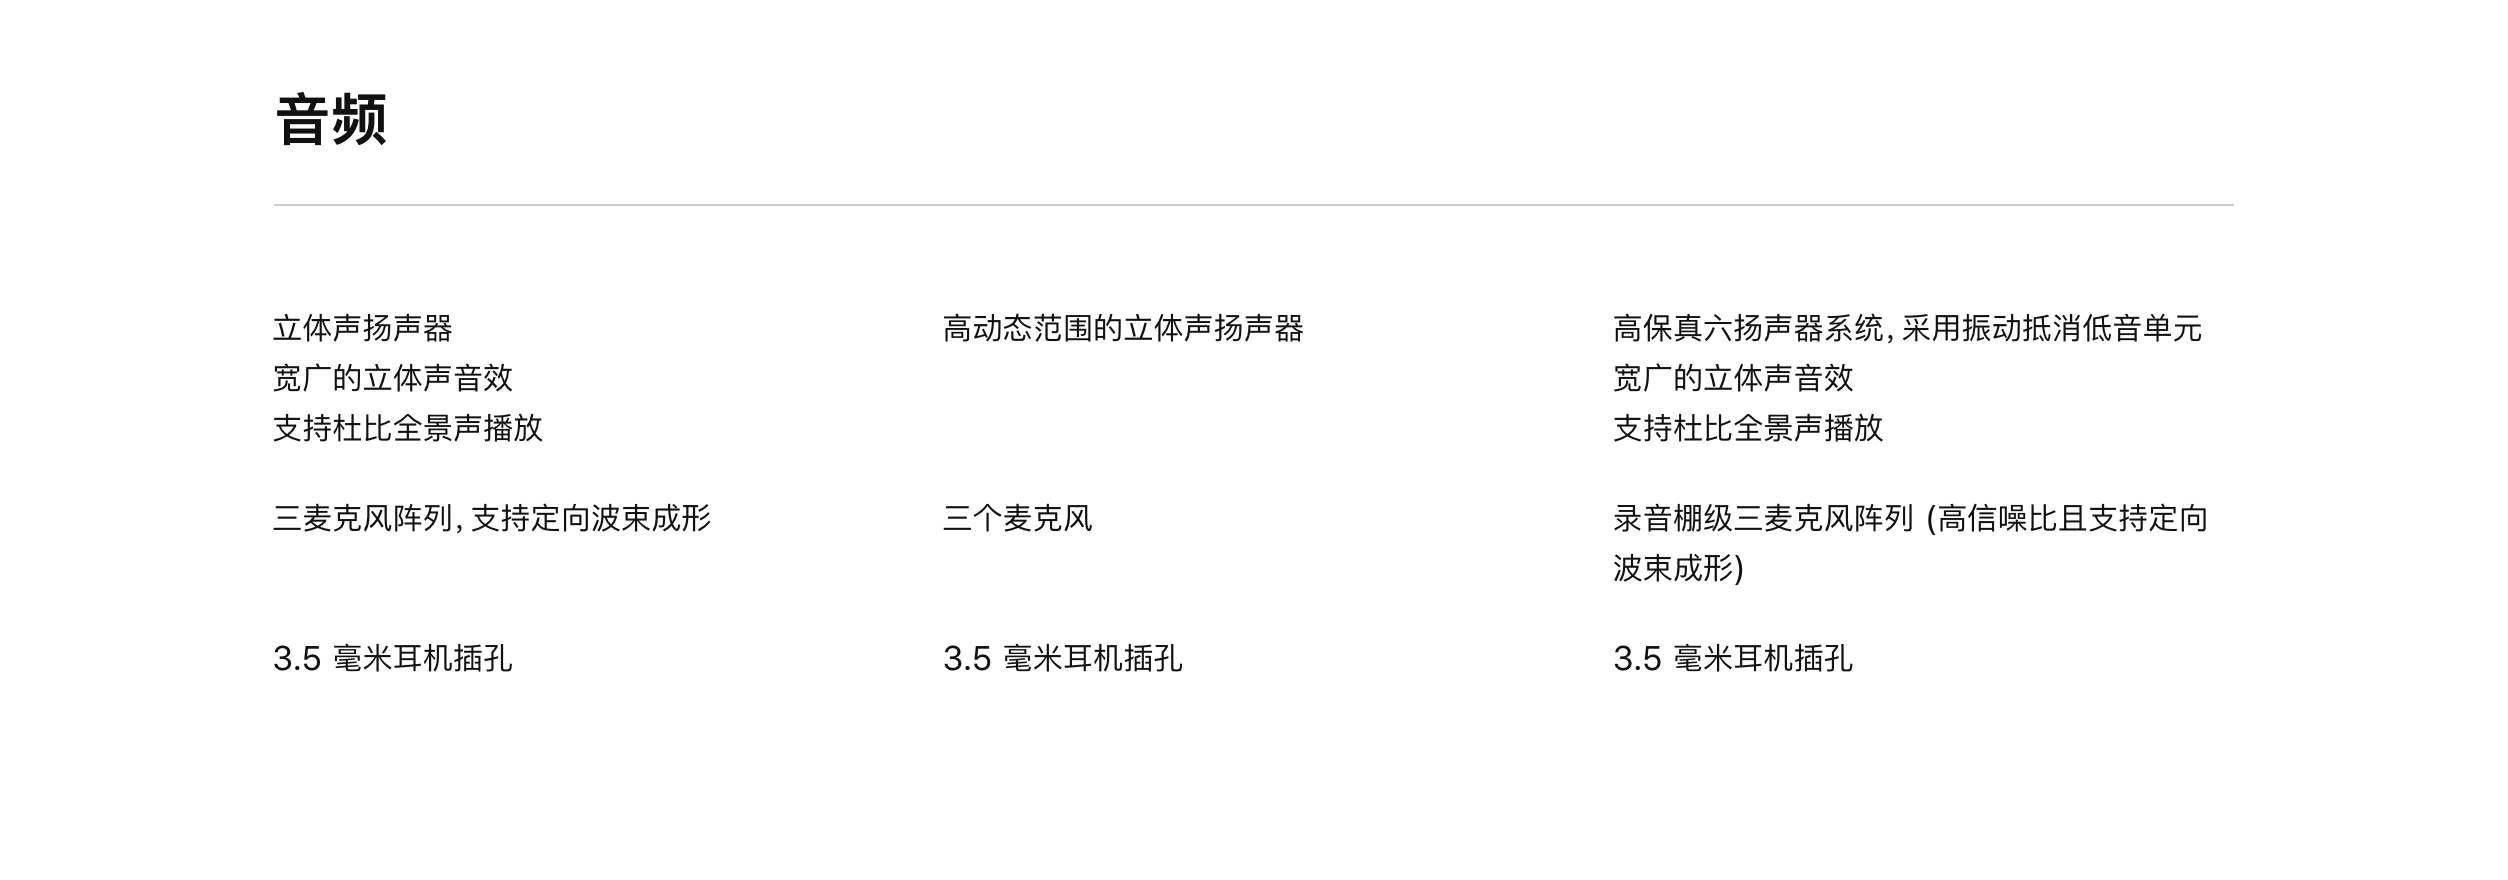 音频
立体声扬声器
宽广的立体声音效
支持杜比全景声播放
三麦克风阵列，支持定向波束成形
高动态范围的立体声扬声器
三个麦克风
3.5 毫米耳机插孔
3.5 毫米耳机插孔
高保真六扬声器系统，采用振动抵消低音单元
宽广的立体声音效
支持杜比全景声播放
录音棚级三麦克风阵列 (高信噪比且支持定向
波束成形)
3.5 毫米耳机插孔